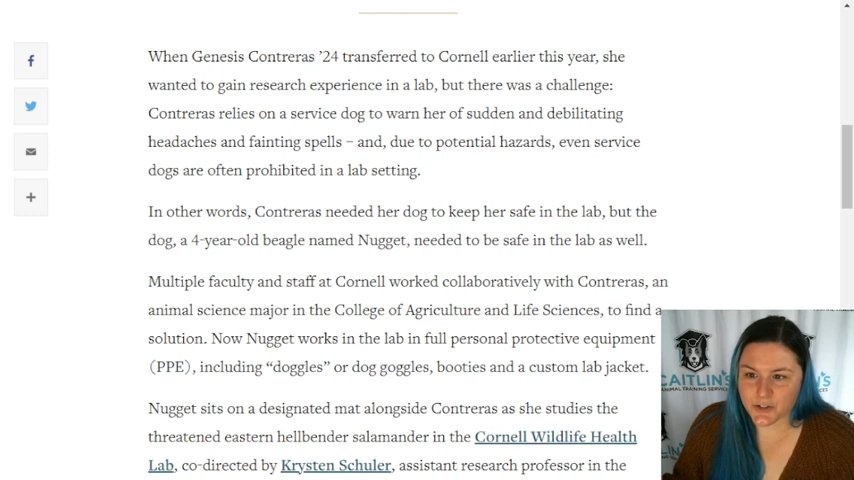 When Genesis Contreras ’24 transferred to Cornell earlier this year, she
wanted to gain research experience in a lab, but there was a challenge:
Contreras relies on a service dog to warn her of sudden and debilitating
headaches and fainting spells – and, due to potential hazards, even service
dogs are often prohibited in a lab setting.
In other words, Contreras needed her dog to keep her safe in the lab, but the
dog, a 4-year-old beagle named Nugget, needed to be safe in the lab as well.
Multiple faculty and staff at Cornell worked collaboratively with Contreras, an
animal science major in the College of Agriculture and Life Sciences, to find a
solution. Now Nugget works in the lab in full personal protective equipment
(PPE), including “doggles” or dog goggles, booties and a custom lab jacket.
Nugget sits on a designated mat alongside Contreras as she studies the
threatened eastern hellbender salamander in the Cornell Wildlife Health
Lab, co-directed by Krysten Schuler, assistant research professor in the
CAITLIN'S
ANIMAL TRAINING SERVICES